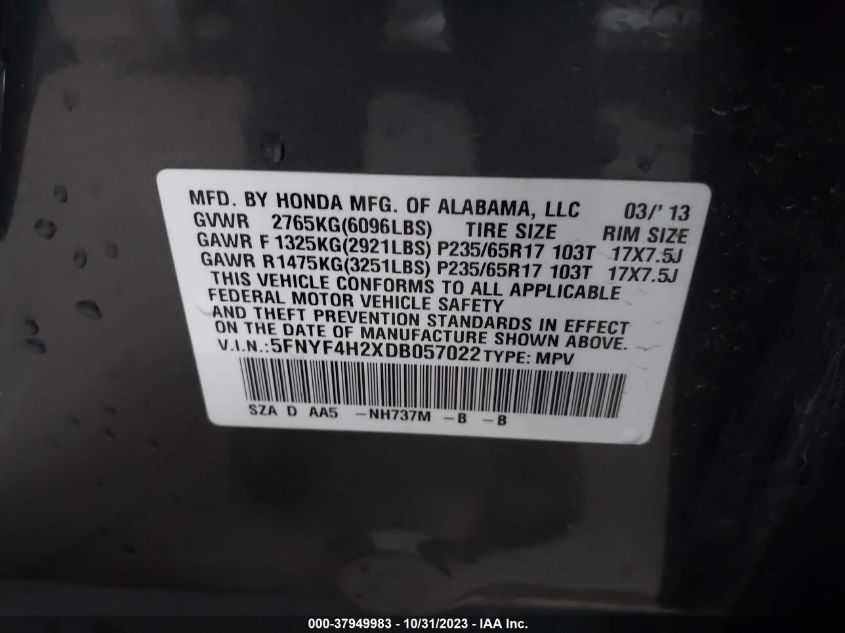 MFD. BY HONDA MFG. OF ALABAMA, LLC 03/' 13
GVWR 2765KG(6096LBS) TIRE SIZE RIM SIZE
GAWR F 1325KG(2921LBS) P235/65R17 103T 17X7.5J
GAWR R1475KG(3251LBS) P235/65R17 103T 17X7.5J
THIS VEHICLE CONFORMS TO ALL APPLICABLE
FEDERAL MOTOR VEHICLE SAFETY
AND THEFT PREVENTION STANDARDS IN EFFECT
ON THE DATE OF MANUFACTURE SHOWN ABOVE.
V.I.N.:5FNYF4H2XDB057022 TYPE: MPV
SZA D AA5 -NH737M -B -B
000-37949983 - 10/31/2023 - IAA Inc.